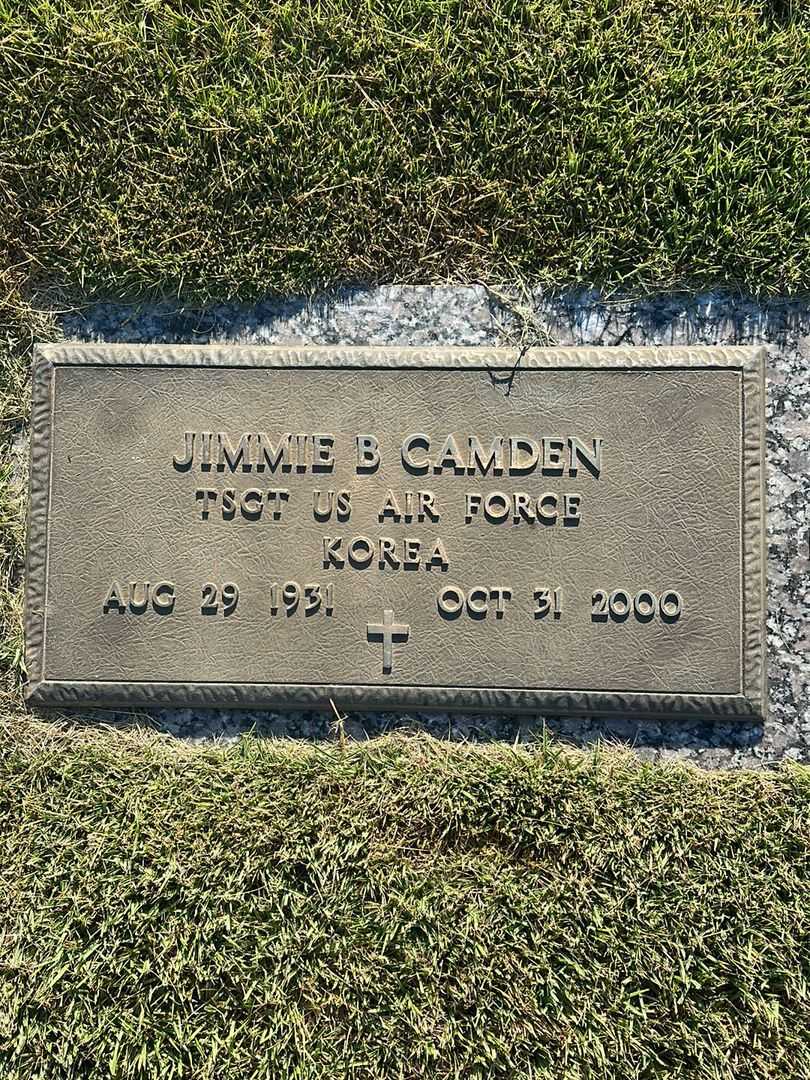 JIMMIE B CAMDEN
TSGT US AIR FORCE
KOREA
AUG 29 1931 OCT 31 2000